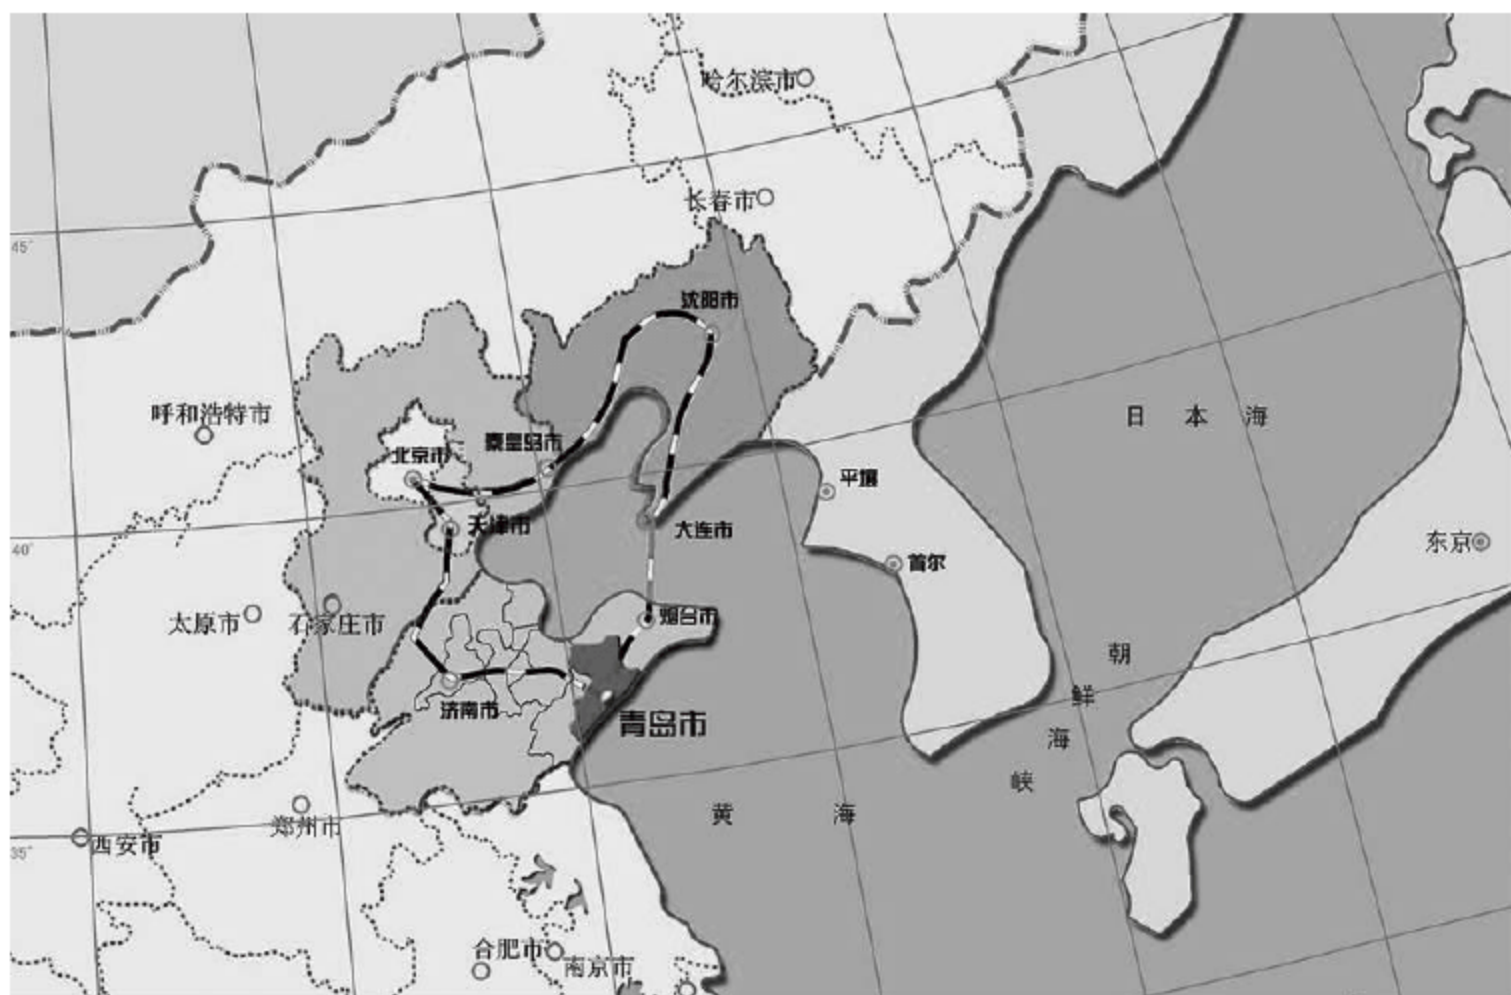 哈尔滨市
长春市
45°
沈阳市
呼和浩特市
日本海
秦皇岛市
北京市
平壤
天津市
大连市
40°
东京
首尔
太原市
石家庄市
烟台市
朝鲜海峡
济南市
青岛市
黄海
郑州市
西安市
35°
合肥市
南京市